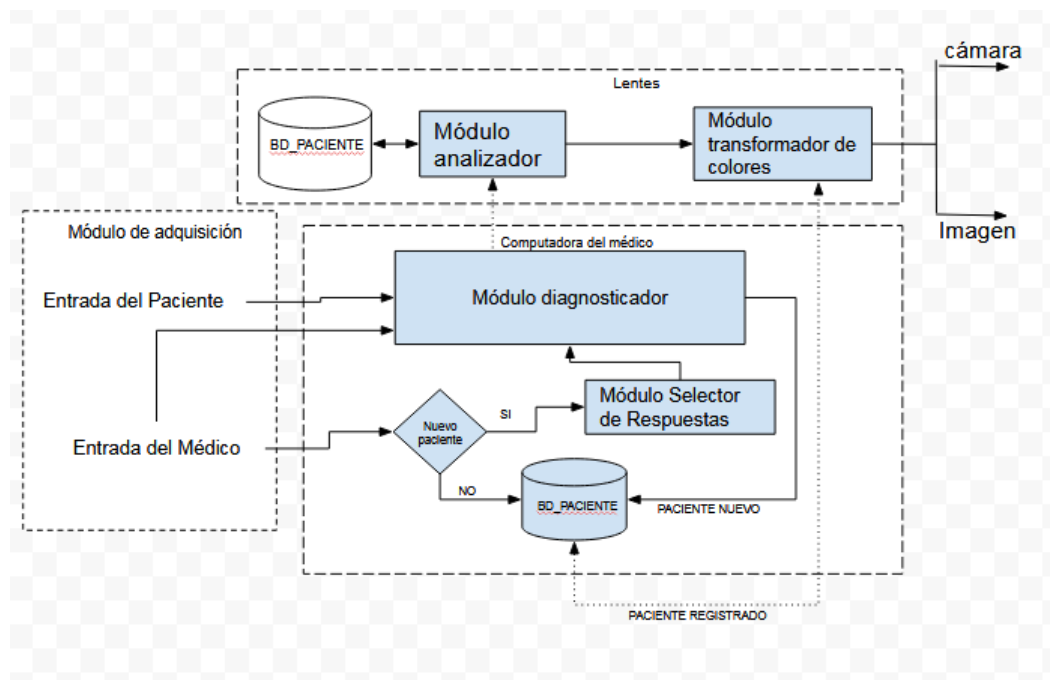 cámara
Lentes
BD_PACIENTE
Módulo
analizador
Módulo
transformador de
colores
Imagen
Módulo de adquisición
Computadora del médico
Entrada del Paciente
Módulo diagnosticador
Entrada del Médico
Nuevo
paciente
SI
Módulo Selector
de Respuestas
NO
BD_PACIENTE
PACIENTE NUEVO
PACIENTE REGISTRADO